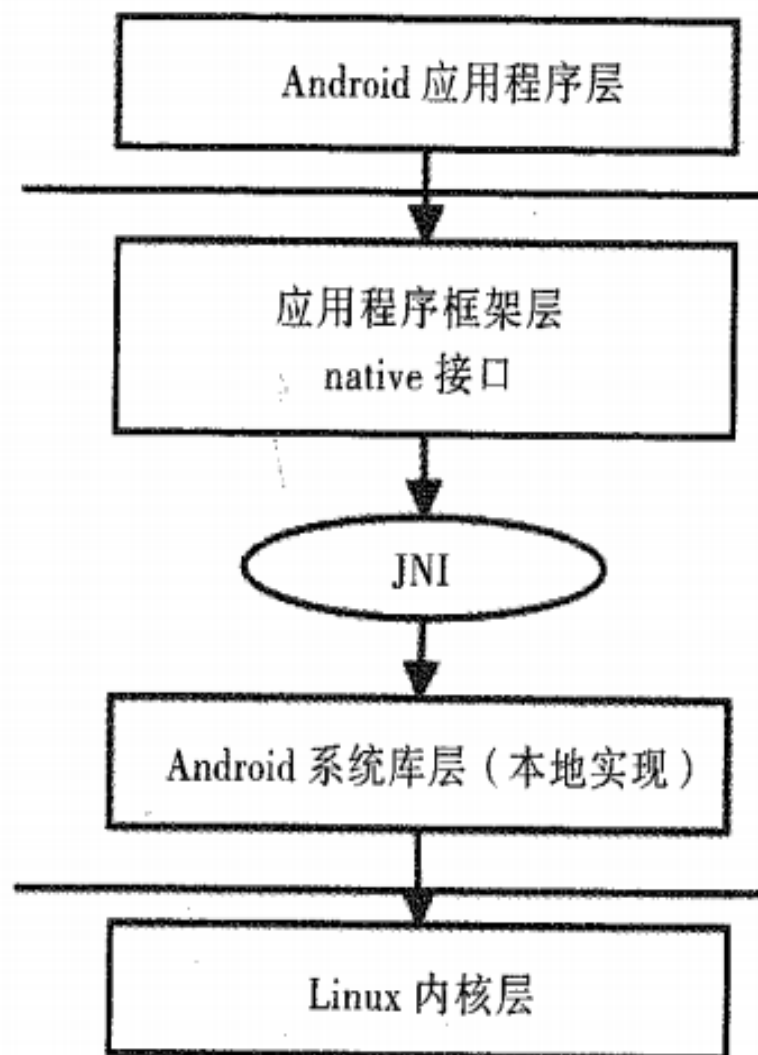 Android 应用程序层
应用程序框架层
native 接口
JNI
Android 系统库层（本地实现）
Linux 内核层